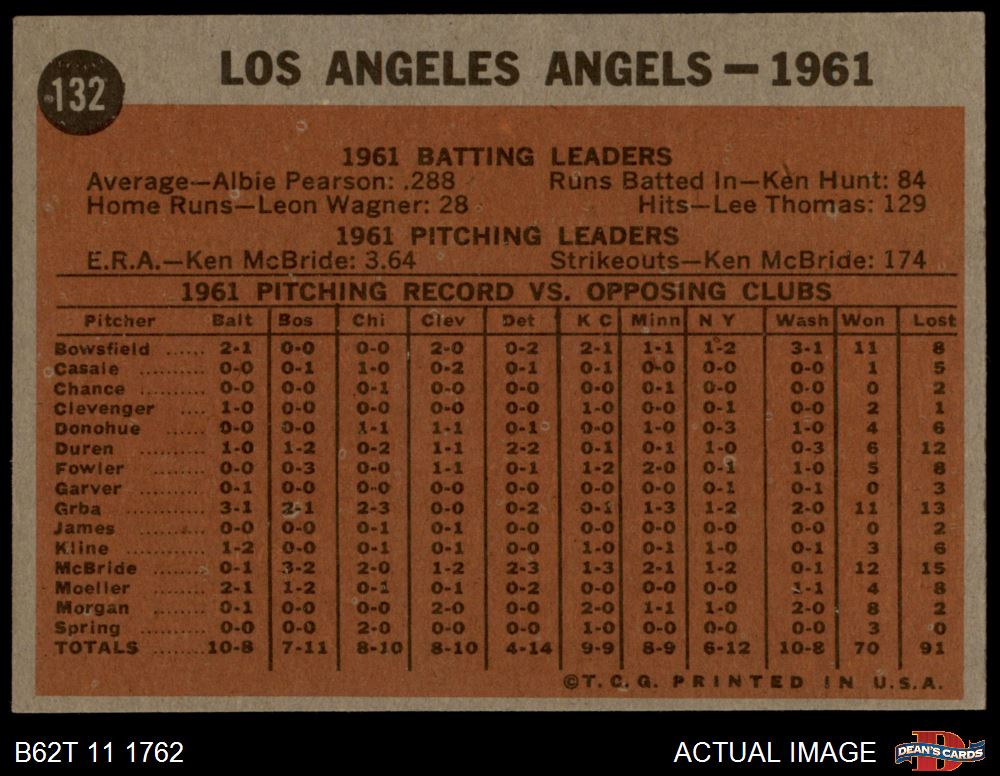 132
LOS ANGELES ANGELS — 1961
1961 BATTING LEADERS
Average—Albie Pearson: .288 Runs Batted In—Ken Hunt: 84
Home Runs—Leon Wagner: 28 Hits—Lee Thomas: 129
1961 PITCHING LEADERS
E.R.A.—Ken McBride: 3.64 Strikeouts—Ken McBride: 174
1961 PITCHING RECORD VS. OPPOSING CLUBS
Pitcher Balt Bos Chi Clev Det K C Minn N Y Wash Won Lost
Bowsfield ...... 2-1 0-0 0-0 2-0 0-2 2-1 1-1 1-2 3-1 11 8
Casale .......... 0-0 0-1 1-0 0-2 0-1 0-1 0-0 0-0 0-0 1 5
Chance ......... 0-0 0-0 0-1 0-0 0-0 0-0 0-1 0-0 0-0 0 2
Clevenger .... 1-0 0-0 0-0 0-0 0-0 1-0 0-0 0-1 0-0 2 1
Donohue ...... 0-0 0-0 1-1 1-1 0-1 0-0 1-0 0-3 1-0 4 6
Duren .......... 1-0 1-2 0-2 1-1 2-2 0-1 0-1 1-0 0-3 6 12
Fowler ......... 0-0 0-3 0-0 1-1 0-1 1-2 2-0 0-1 1-0 5 8
Garver ......... 0-1 0-0 0-0 0-0 0-0 0-0 0-0 0-1 0-1 0 3
Grba ............ 3-1 2-1 2-3 0-0 0-2 0-1 1-3 1-2 2-0 11 13
James .......... 0-0 0-0 0-1 0-1 0-0 0-0 0-0 0-0 0-0 0 2
Kline ............ 1-2 0-0 0-1 0-1 0-0 1-0 0-1 1-0 0-1 3 6
McBride ........ 0-1 3-2 2-0 1-2 2-3 1-3 2-1 1-2 0-1 12 15
Moeller ......... 2-1 1-2 0-1 0-1 0-2 0-0 0-0 0-0 1-1 4 8
Morgan ......... 0-1 0-0 0-0 2-0 0-0 2-0 1-1 1-0 2-0 8 2
Spring .......... 0-0 0-0 2-0 0-0 0-0 1-0 0-0 0-0 0-0 3 0
TOTALS ....... 10-8 7-11 8-10 8-10 4-14 9-9 8-9 6-12 10-8 70 91
©T. C. G. PRINTED IN U.S.A.
B62T 11 1762 ACTUAL IMAGE DEAN'S CARDS